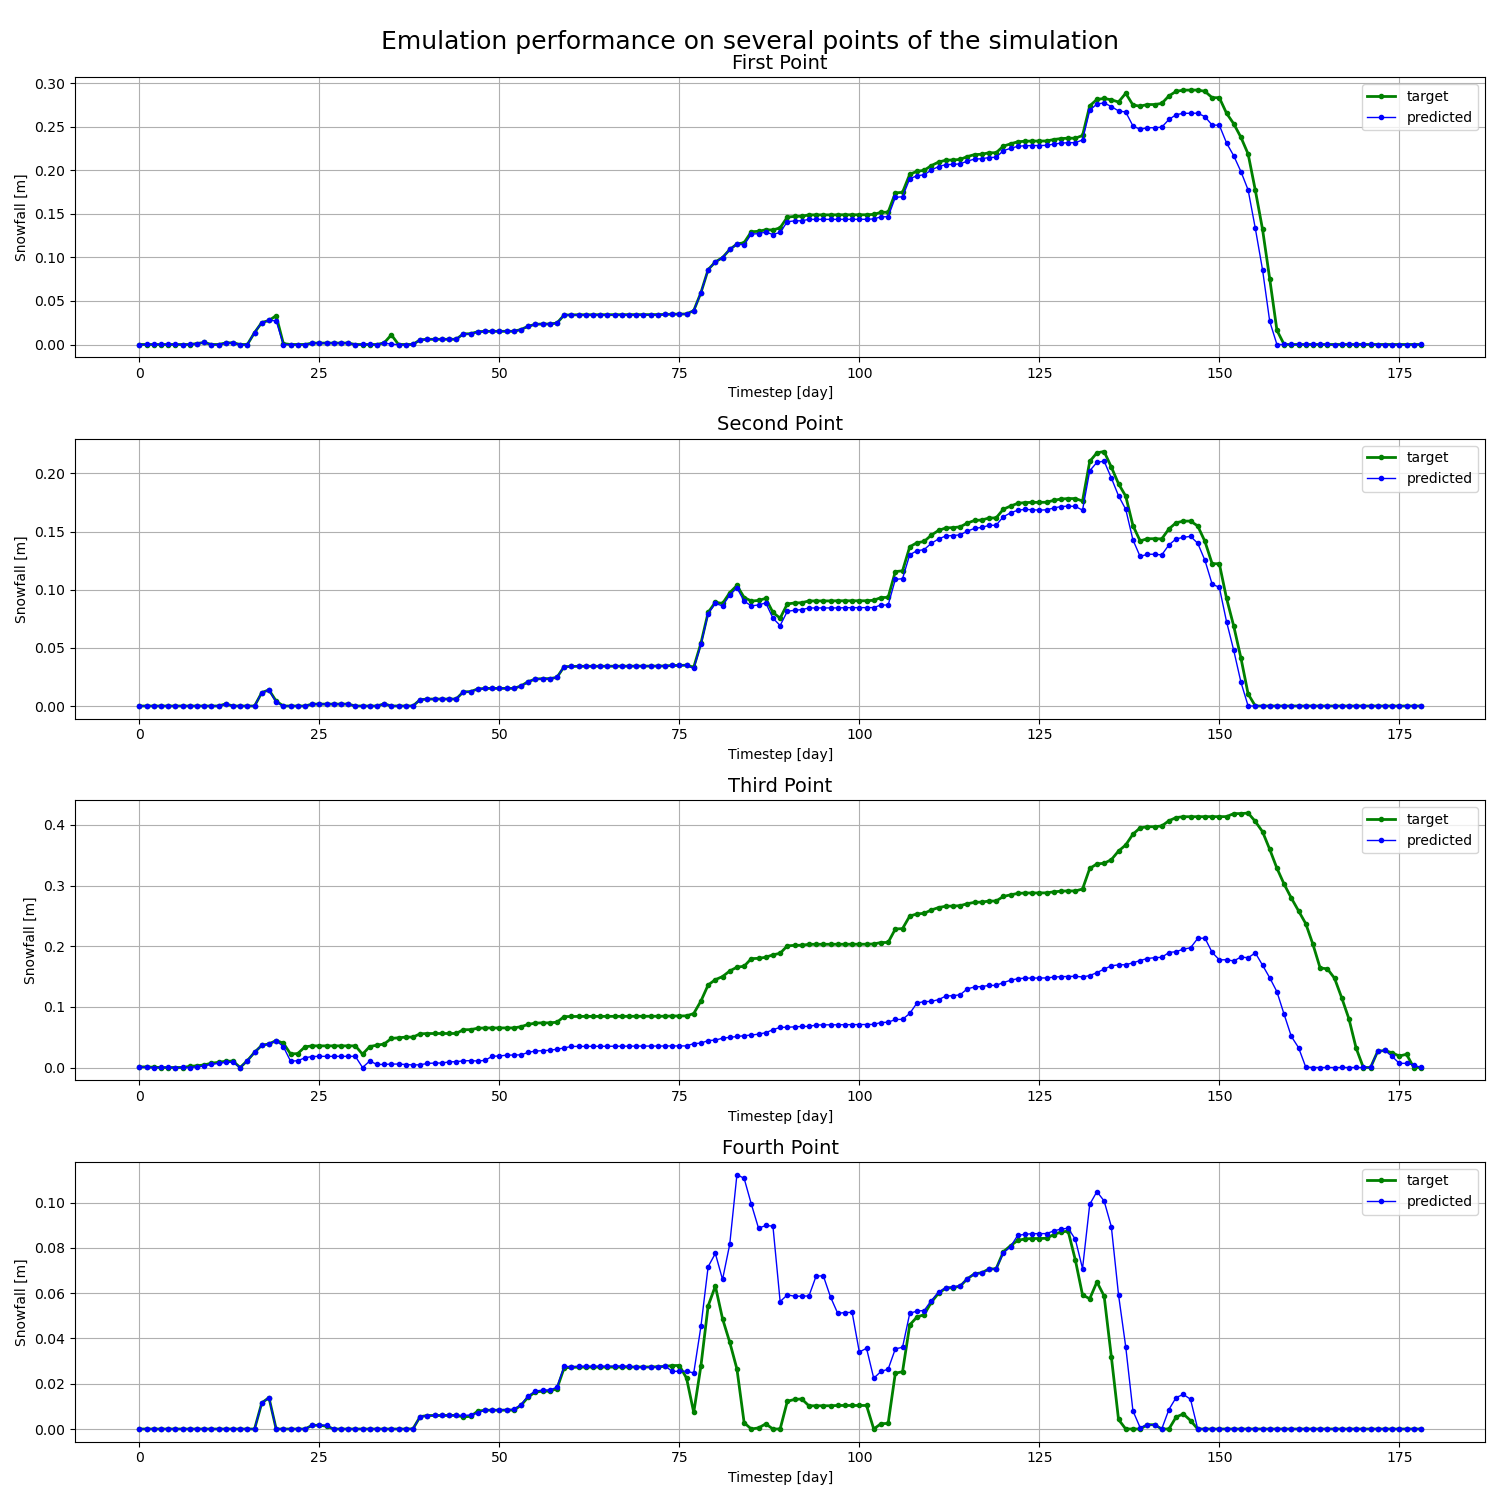 Emulation performance on several points of the simulation
First Point
0.30
0.25
0.20
0.15
0.10
0.05
0.00
Snowfall [m]
target
predicted
0 25 50 75 100 125 150 175
Timestep [day]
Second Point
0.20
0.15
0.10
0.05
0.00
Snowfall [m]
target
predicted
0 25 50 75 100 125 150 175
Timestep [day]
Third Point
0.4
0.3
0.2
0.1
0.0
Snowfall [m]
target
predicted
0 25 50 75 100 125 150 175
Timestep [day]
Fourth Point
0.10
0.08
0.06
0.04
0.02
0.00
Snowfall [m]
target
predicted
0 25 50 75 100 125 150 175
Timestep [day]